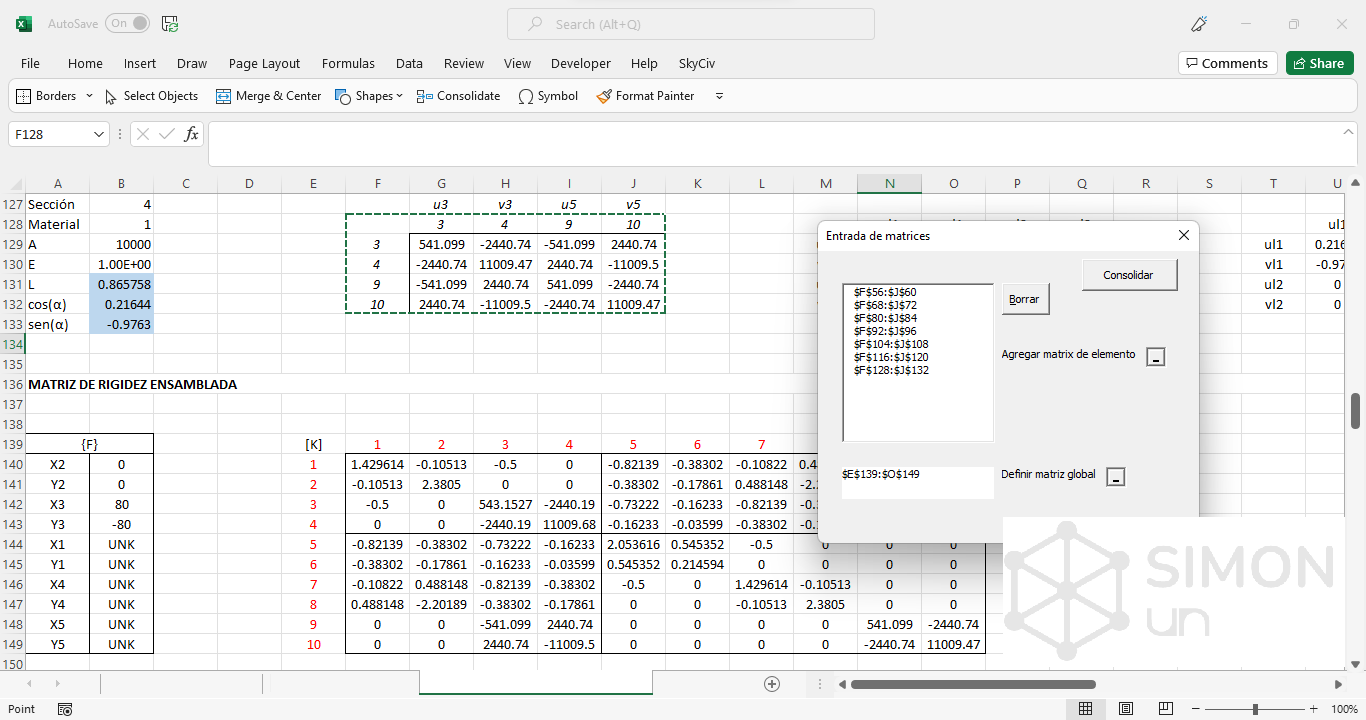 AutoSave On Search (Alt+Q)
File Home Insert Draw Page Layout Formulas Data Review View Developer Help SkyCiv Comments Share
Borders Select Objects Merge & Center Shapes Consolidate Symbol Format Painter
F128 fx
A B C D E F G H I J K L M N O P Q R S T U
127 Sección 4 u3 v3 u5 v5
128 Material 1 3 4 9 10 ul1
129 A 10000 3 541.099 -2440.74 -541.099 2440.74 ul1 0.216
130 E 1.00E+00 4 -2440.74 11009.47 2440.74 -11009.5 vl1 -0.97
131 L 0.865758 9 -541.099 2440.74 541.099 -2440.74 ul2 0
132 cos(α) 0.21644 10 2440.74 -11009.5 -2440.74 11009.47 vl2 0
133 sen(α) -0.9763
134
135
136 MATRIZ DE RIGIDEZ ENSAMBLADA
137
138
139 {F} [K] 1 2 3 4 5 6 7
140 X2 0 1 1.429614 -0.10513 -0.5 0 -0.82139 -0.38302 -0.10822 0.4
141 Y2 0 2 -0.10513 2.3805 0 0 -0.38302 -0.17861 0.488148 -2.
142 X3 80 3 -0.5 0 543.1527 -2440.19 -0.73222 -0.16233 -0.82139 -0.
143 Y3 -80 4 0 0 -2440.19 11009.68 -0.16233 -0.03599 -0.38302 -0.
144 X1 UNK 5 -0.82139 -0.38302 -0.73222 -0.16233 2.053616 0.545352 -0.5 0 0 0
145 Y1 UNK 6 -0.38302 -0.17861 -0.16233 -0.03599 0.545352 0.214594 0 0 0 0
146 X4 UNK 7 -0.10822 0.488148 -0.82139 -0.38302 -0.5 0 1.429614 -0.10513 0 0
147 Y4 UNK 8 0.488148 -2.20189 -0.38302 -0.17861 0 0 -0.10513 2.3805 0 0
148 X5 UNK 9 0 0 -541.099 2440.74 0 0 0 0 541.099 -2440.74
149 Y5 UNK 10 0 0 2440.74 -11009.5 0 0 0 0 -2440.74 11009.47
150
Entrada de matrices
Consolidar
$F$56:$J$60
$F$68:$J$72
$F$80:$J$84
$F$92:$J$96
$F$104:$J$108
$F$116:$J$120
$F$128:$J$132
Borrar
Agregar matrix de elemento
$E$139:$O$149
Definir matriz global
SIMON
un
Point 100%